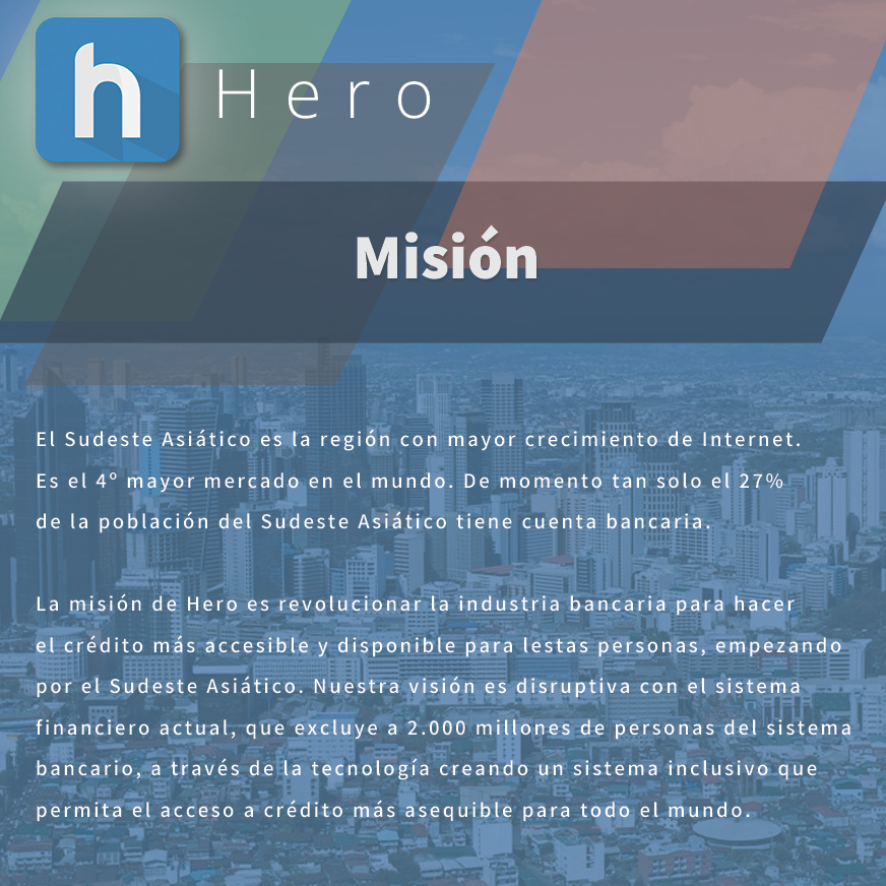 h
Hero
Misión
El Sudeste Asiático es la región con mayor crecimiento de Internet.
Es el 4º mayor mercado en el mundo. De momento tan solo el 27%
de la población del Sudeste Asiático tiene cuenta bancaria.
La misión de Hero es revolucionar la industria bancaria para hacer
el crédito más accesible y disponible para lestas personas, empezando
por el Sudeste Asiático. Nuestra visión es disruptiva con el sistema
financiero actual, que excluye a 2.000 millones de personas del sistema
bancario, a través de la tecnología creando un sistema inclusivo que
permita el acceso a crédito más asequible para todo el mundo.